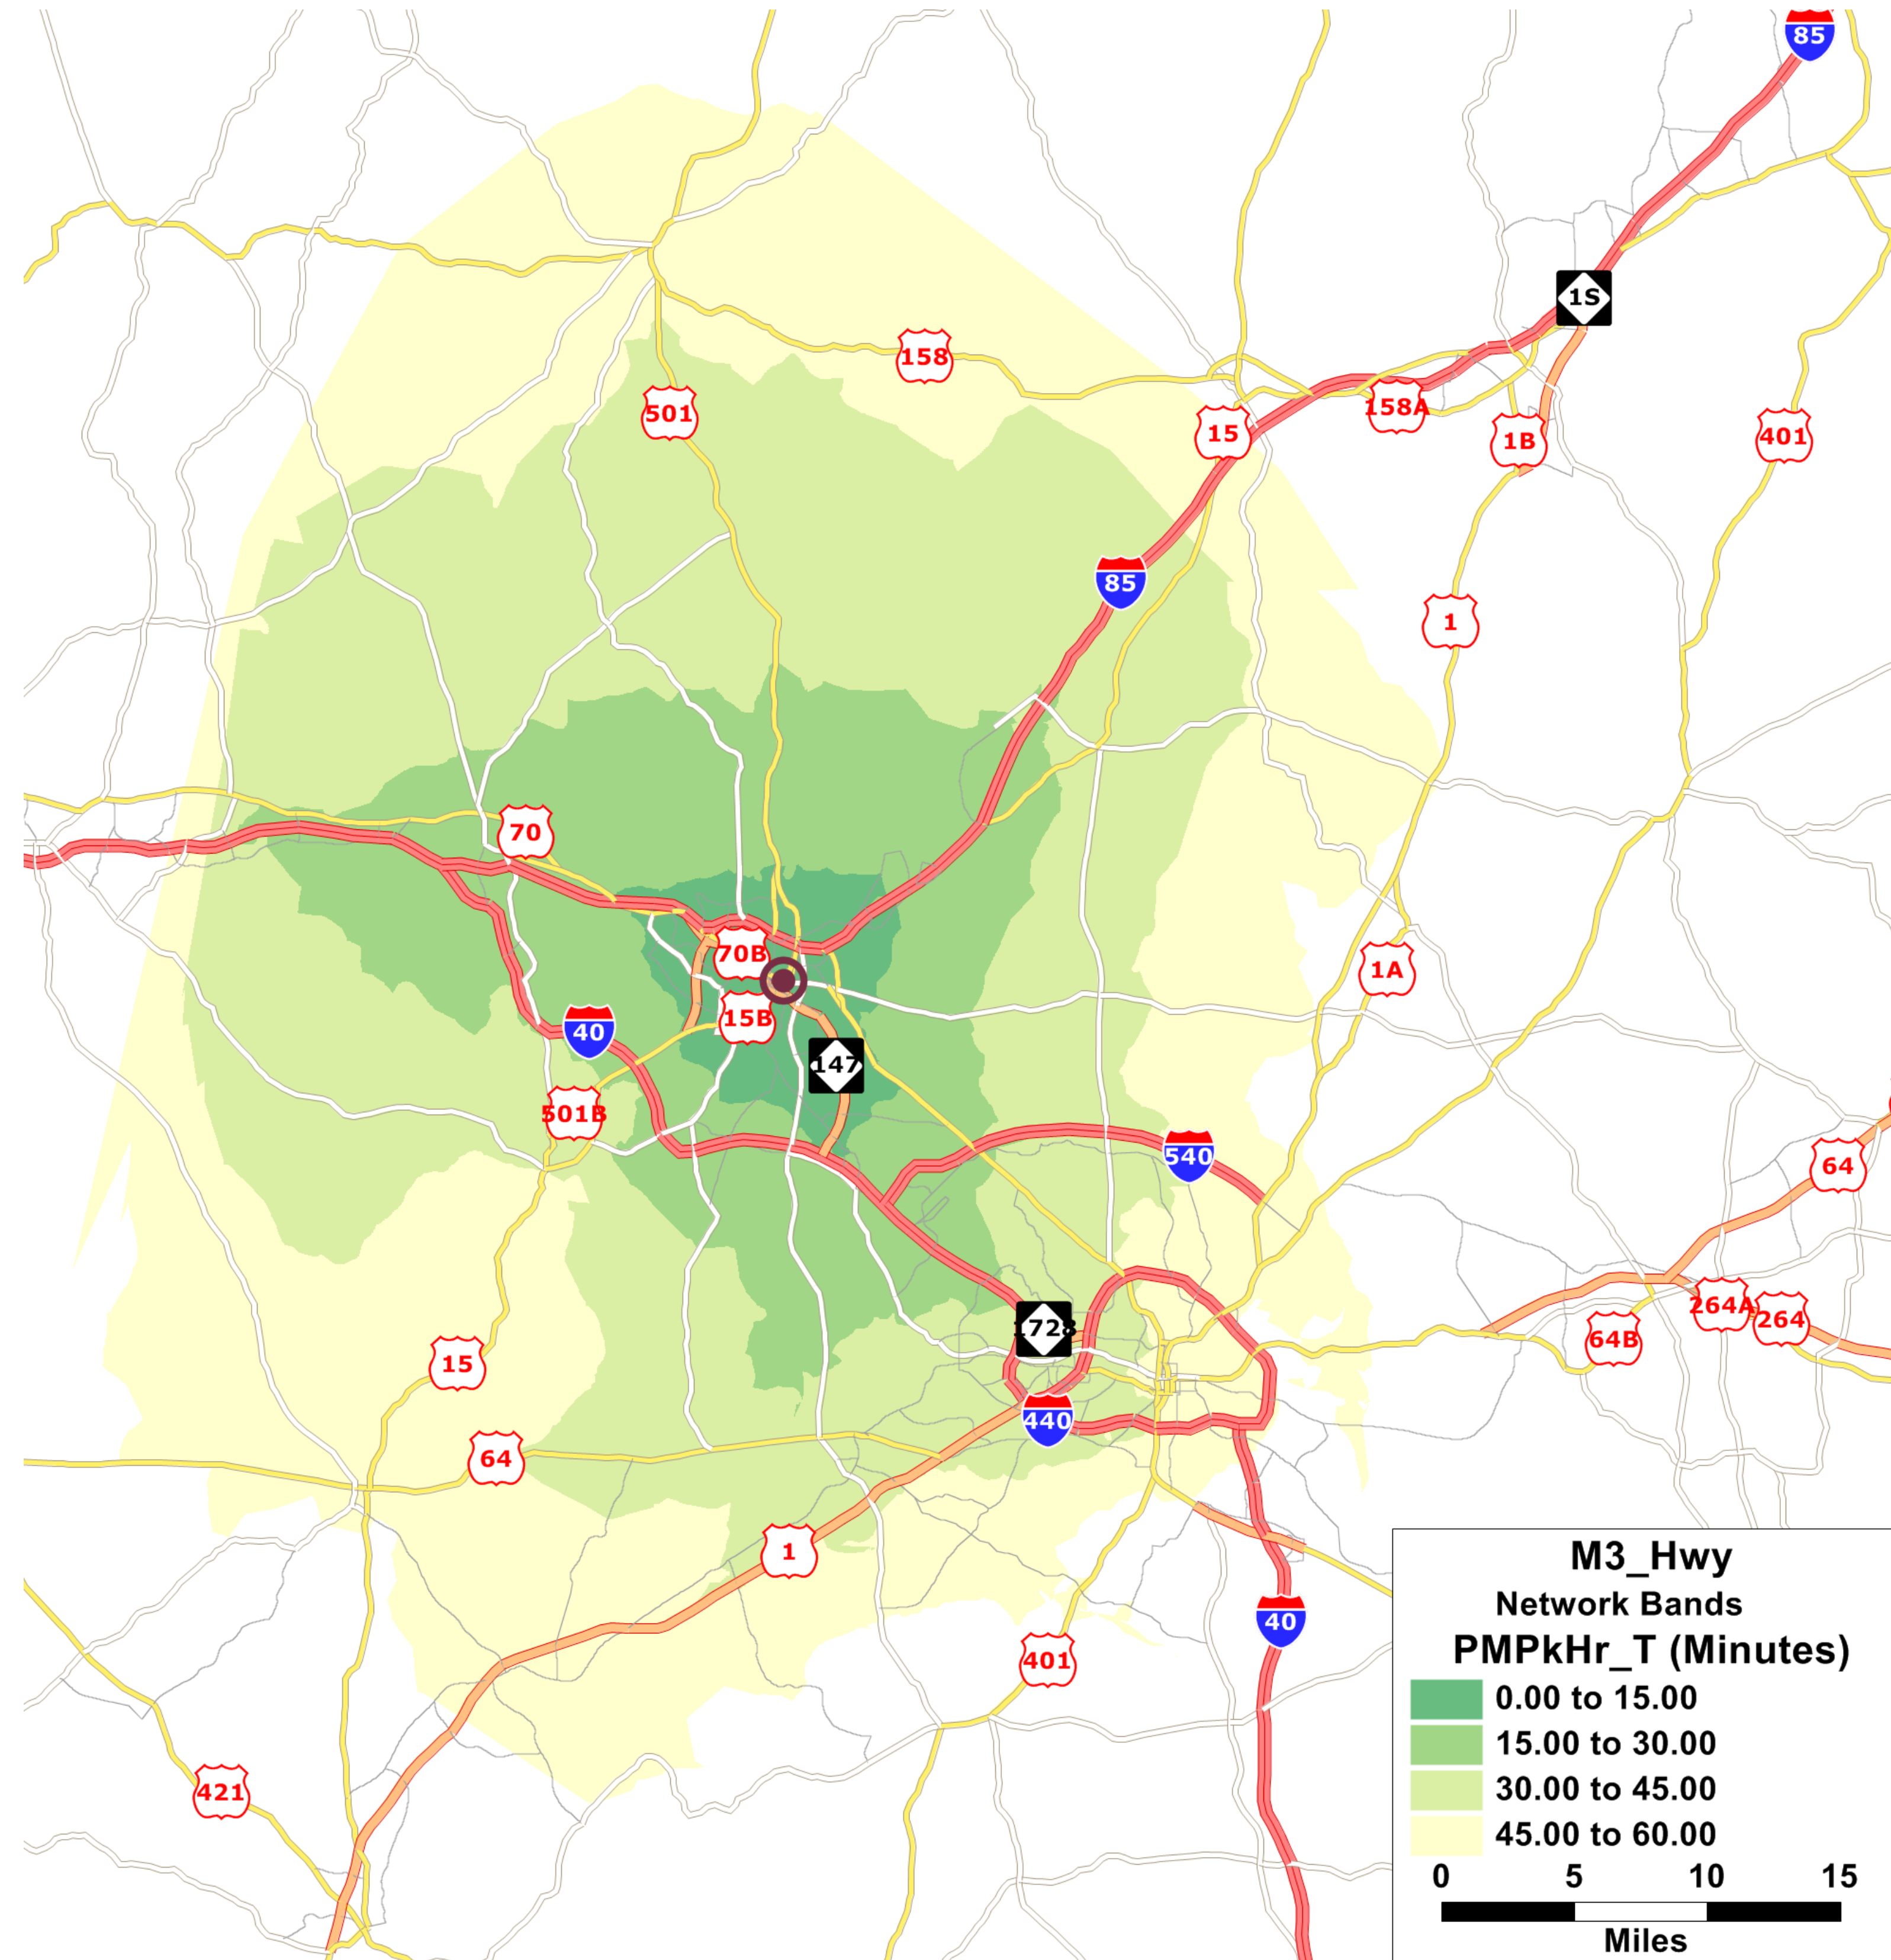 85
1S
158
158A
501
15
1B
401
85
1
70
70B
1A
15B
40
147
501B
540
64
264A
264
1728
64B
15
440
64
1
M3_Hwy
Network Bands
40
PMPkHr_T (Minutes)
401
0.00 to 15.00
15.00 to 30.00
421
30.00 to 45.00
45.00 to 60.00
0 5 10 15
Miles